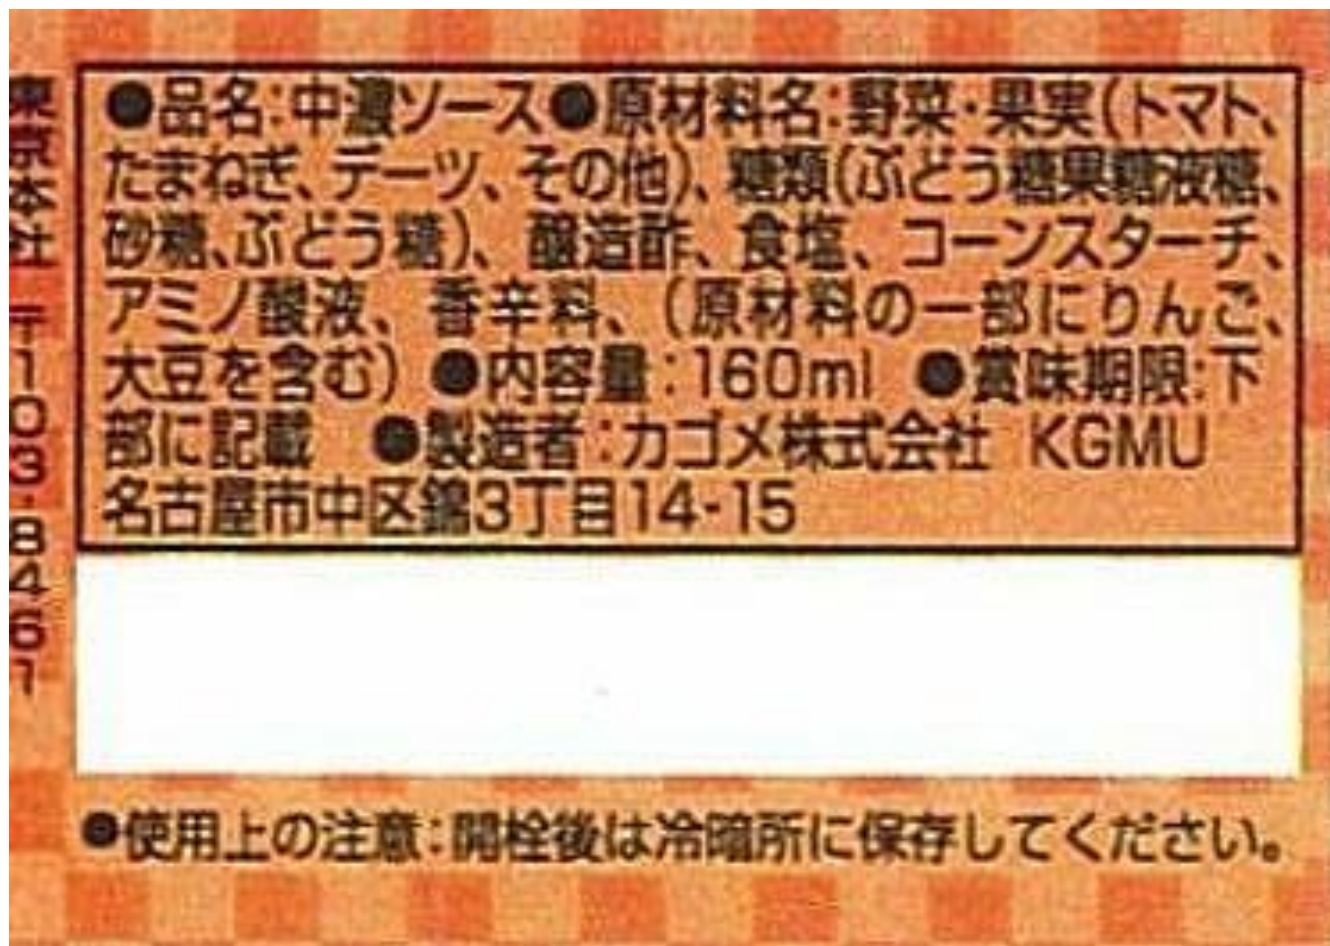 ●品名:中濃ソース●原材料名:野菜・果実(トマト、
たまねぎ、デーツ、その他)、糖類(ぶどう糖果糖液糖、
砂糖、ぶどう糖)、醸造酢、食塩、コーンスターチ、
アミノ酸液、香辛料、(原材料の一部にりんご、
大豆を含む) ●内容量:160ml ●賞味期限:下
部に記載 ●製造者:カゴメ株式会社 KGMU
名古屋市中区錦3丁目14-15
●使用上の注意:開栓後は冷暗所に保存してください。
東京本社 〒103-8461